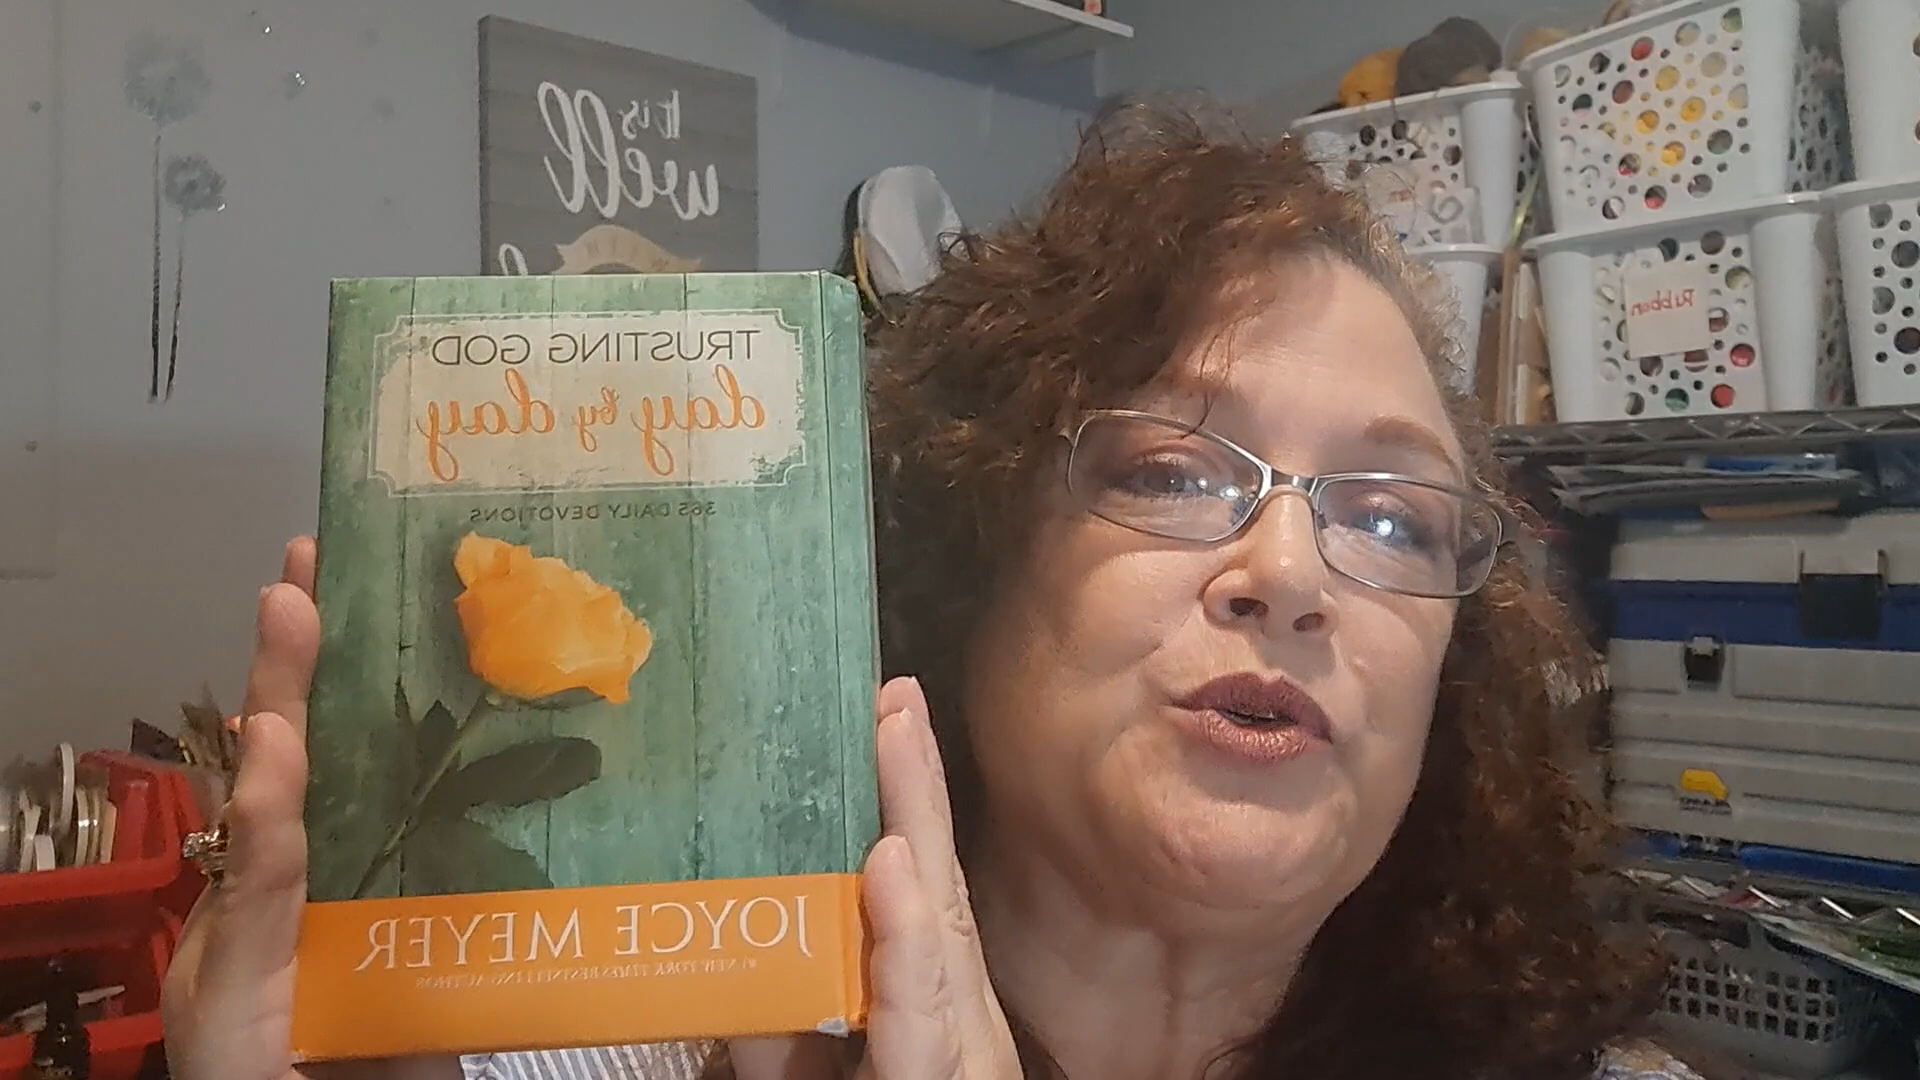 It is
well
TRUSTING GOD
day by day
365 DAILY DEVOTIONS
JOYCE MEYER
#1 NEW YORK TIMES BESTSELLING AUTHOR
Ribbon